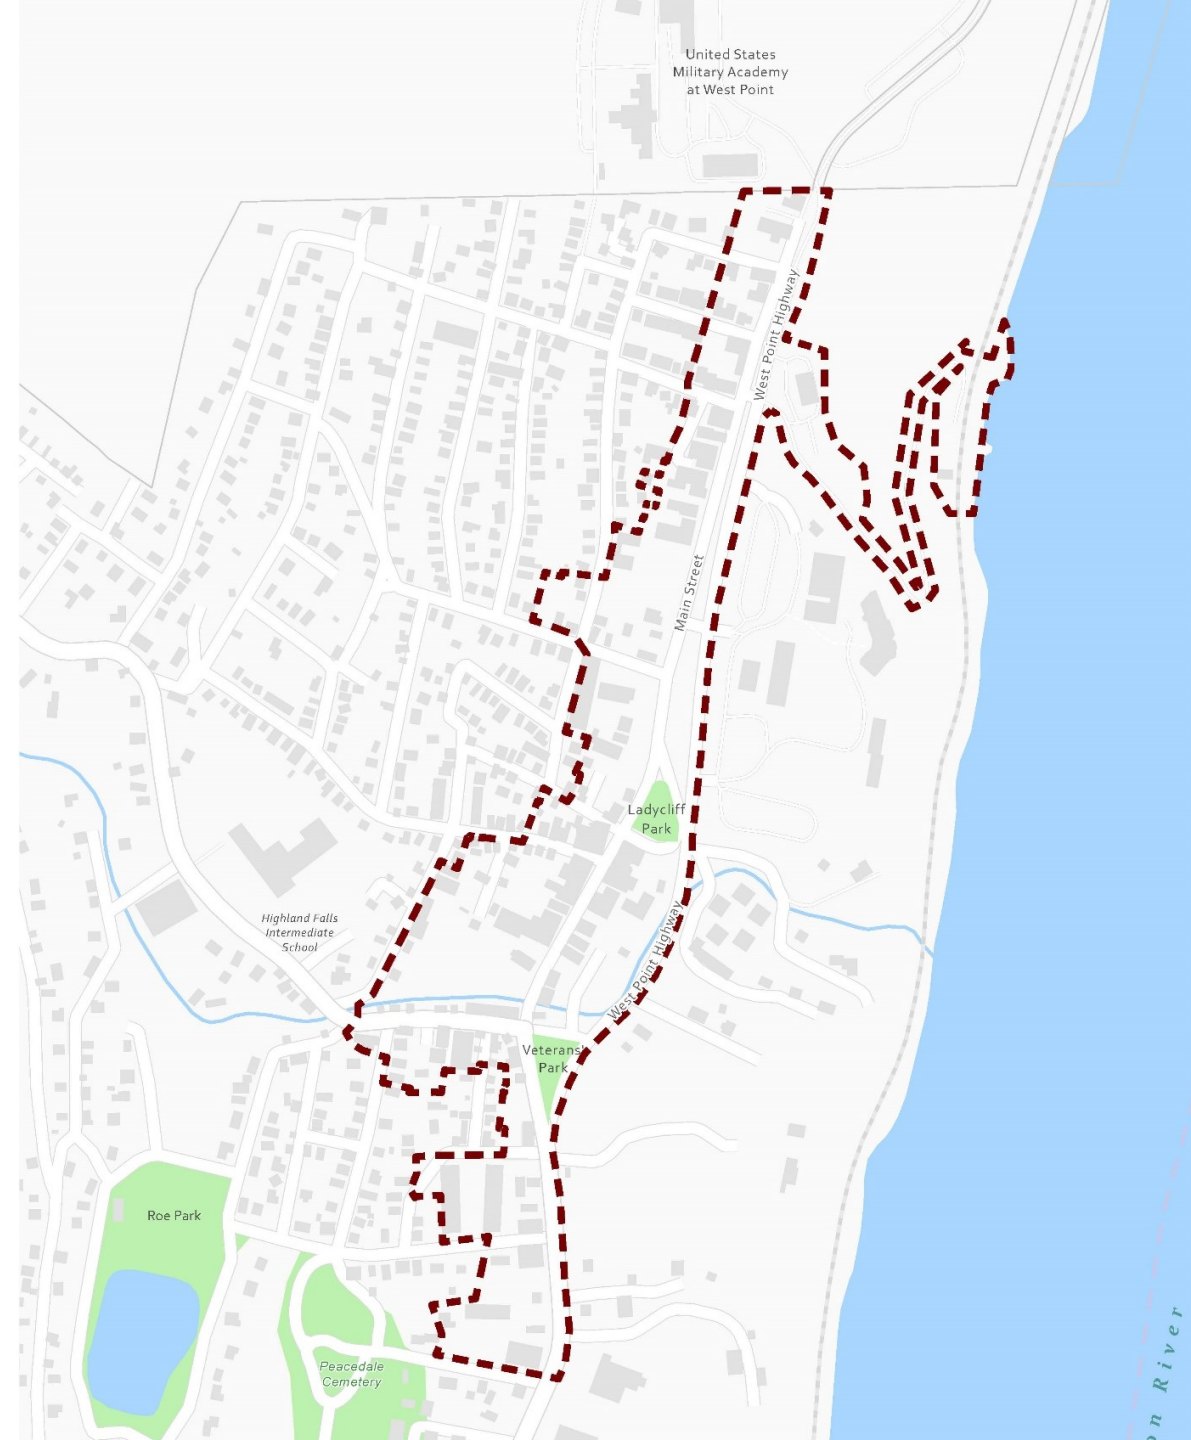 United States
Military Academy
at West Point
West Point Highway
Main Street
Ladycliff
Park
Highland Falls
Intermediate
School
West Point Highway
Veterans'
Park
Roe Park
Peacedale
Cemetery
on River